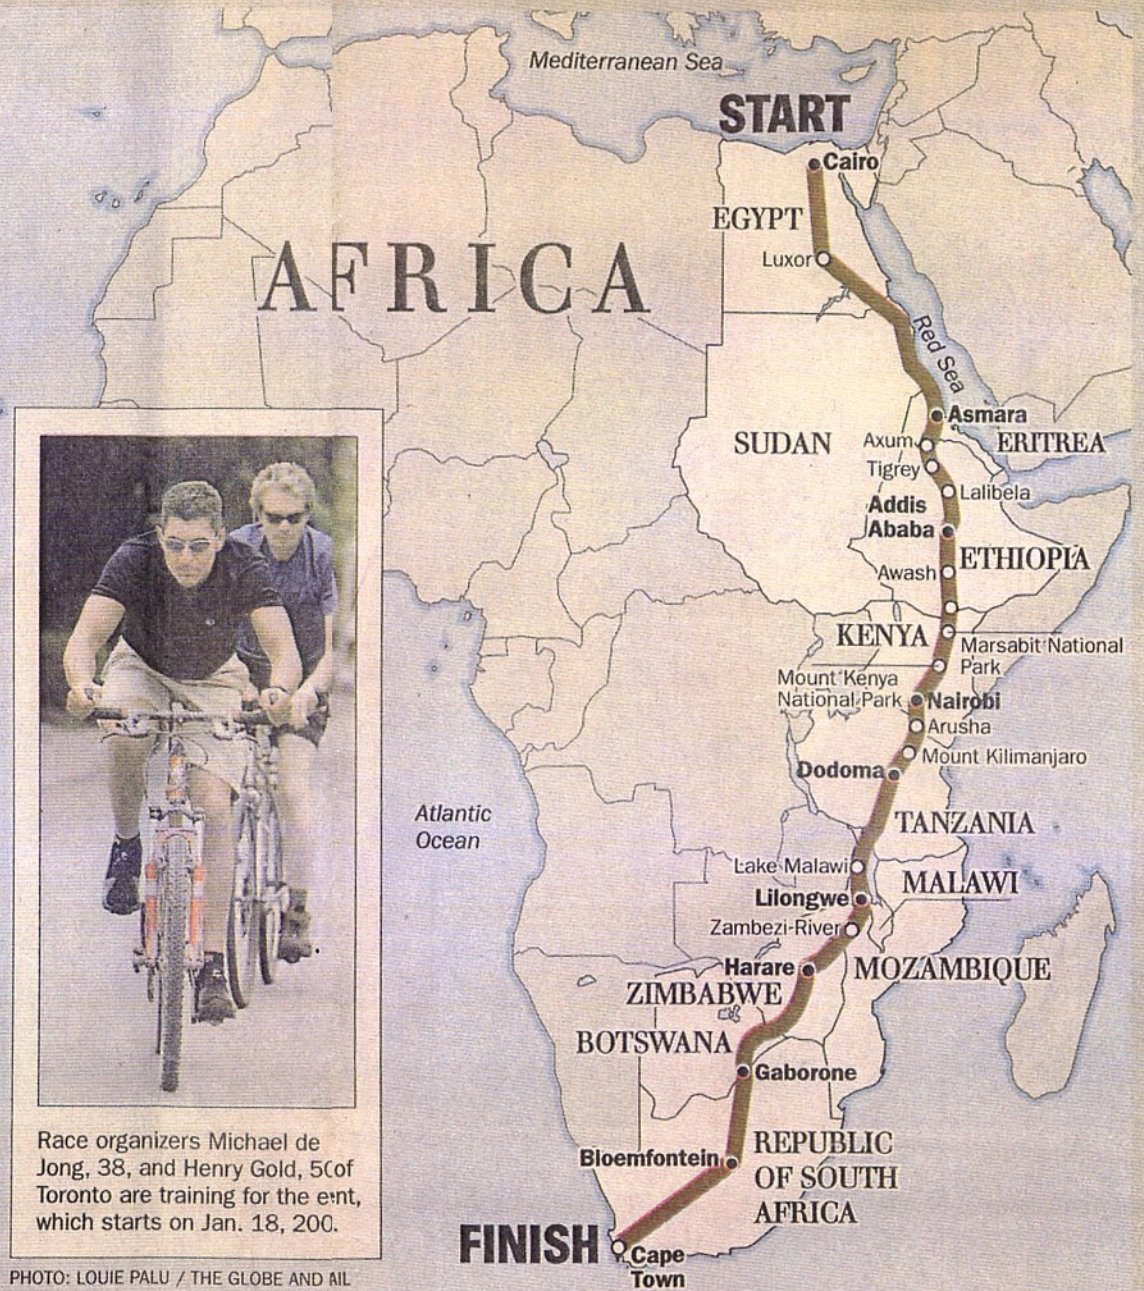 Mediterranean Sea
START
Cairo
EGYPT
Luxor
AFRICA
Red Sea
Asmara
SUDAN
Axum
ERITREA
Tigrey
Lalibela
Addis
Ababa
ETHIOPIA
Awash
KENYA
Marsabit National
Park
Mount Kenya
National Park
Nairobi
Arusha
Mount Kilimanjaro
Dodoma
Atlantic
Ocean
TANZANIA
Lake Malawi
MALAWI
Lilongwe
Zambezi-River
Harare
MOZAMBIQUE
ZIMBABWE
BOTSWANA
Gaborone
Bloemfontein
REPUBLIC
OF SOUTH
AFRICA
FINISH
Cape
Town
Race organizers Michael de
Jong, 38, and Henry Gold, 5( of
Toronto are training for the e nt,
which starts on Jan. 18, 200 .
PHOTO: LOUIE PALU / THE GLOBE AND AIL